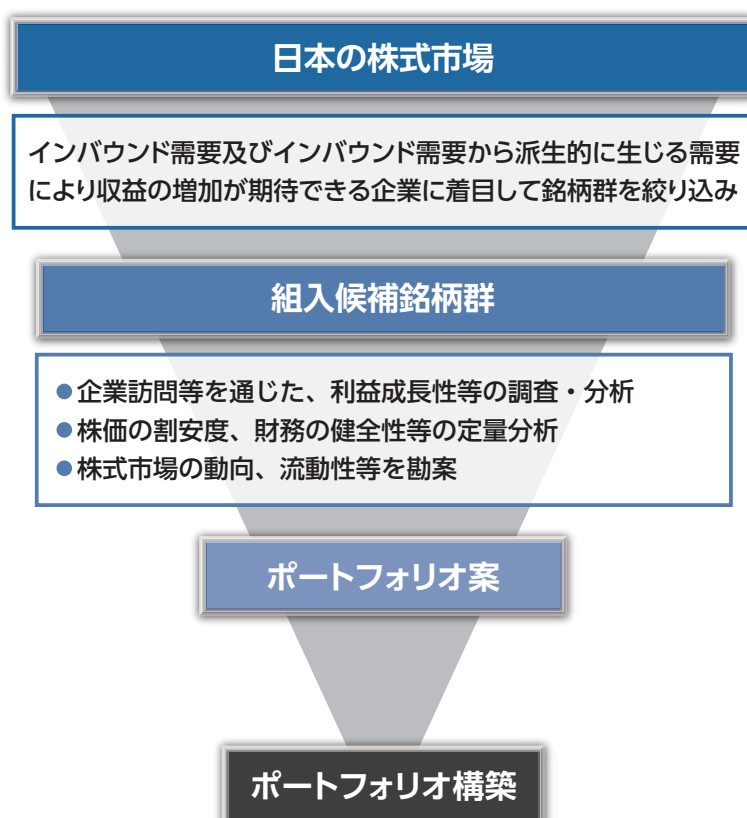 日本の株式市場
インバウンド需要及びインバウンド需要から派生的に生じる需要
により収益の増加が期待できる企業に着目して銘柄群を絞り込み
組入候補銘柄群
●企業訪問等を通じた、利益成長性等の調査・分析
●株価の割安度、財務の健全性等の定量分析
●株式市場の動向、流動性等を勘案
ポートフォリオ案
ポートフォリオ構築